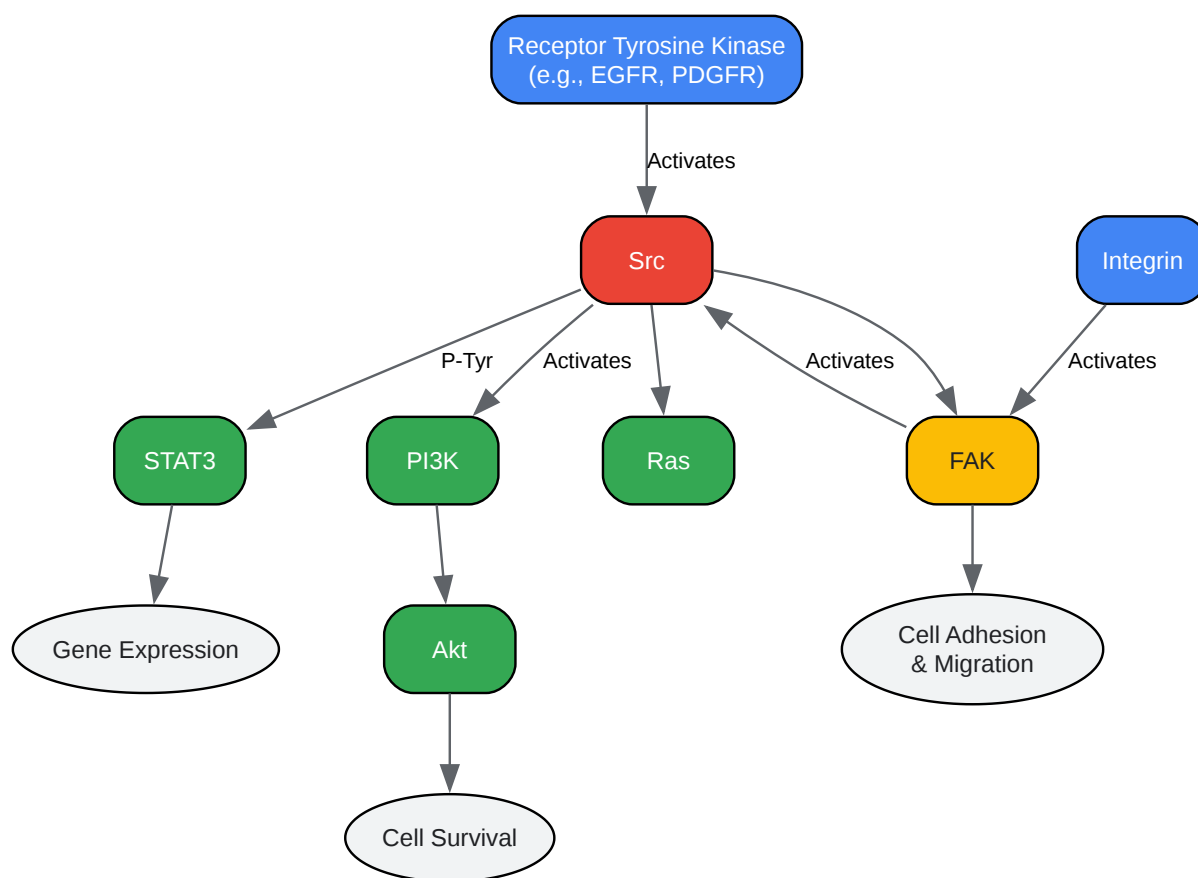 Receptor Tyrosine Kinase
(e.g., EGFR, PDGFR)
Activates
Src
Integrin
P-Tyr
Activates
Activates
Activates
STAT3
PI3K
Ras
FAK
Gene Expression
Akt
Cell Adhesion
& Migration
Cell Survival